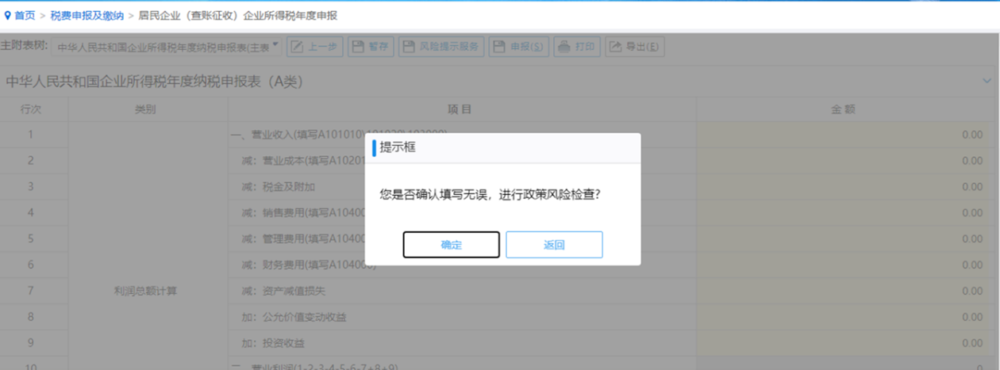 首页 > 税费申报及缴纳 > 居民企业（查账征收）企业所得税年度申报
主附表树: 中华人民共和国企业所得税年度纳税申报表(主表 上一步 暂存 风险提示服务 申报(S) 打印 导出(E)
中华人民共和国企业所得税年度纳税申报表（A类）
行次 类别 项目 金额
1 一、营业收入(填写A101010\101020\103000) 0.00
提示框
2 减：营业成本(填写A10201 0.00
3 减：税金及附加 0.00
您是否确认填写无误，进行政策风险检查?
4 减：销售费用(填写A10400 0.00
5 减：管理费用(填写A10400 0.00
确定 返回
6 减：财务费用(填写A104000) 0.00
7 利润总额计算 减：资产减值损失 0.00
8 加：公允价值变动收益 0.00
9 加：投资收益 0.00
10 二、营业利润(1-2-3-4-5-6-7+8+9) 0